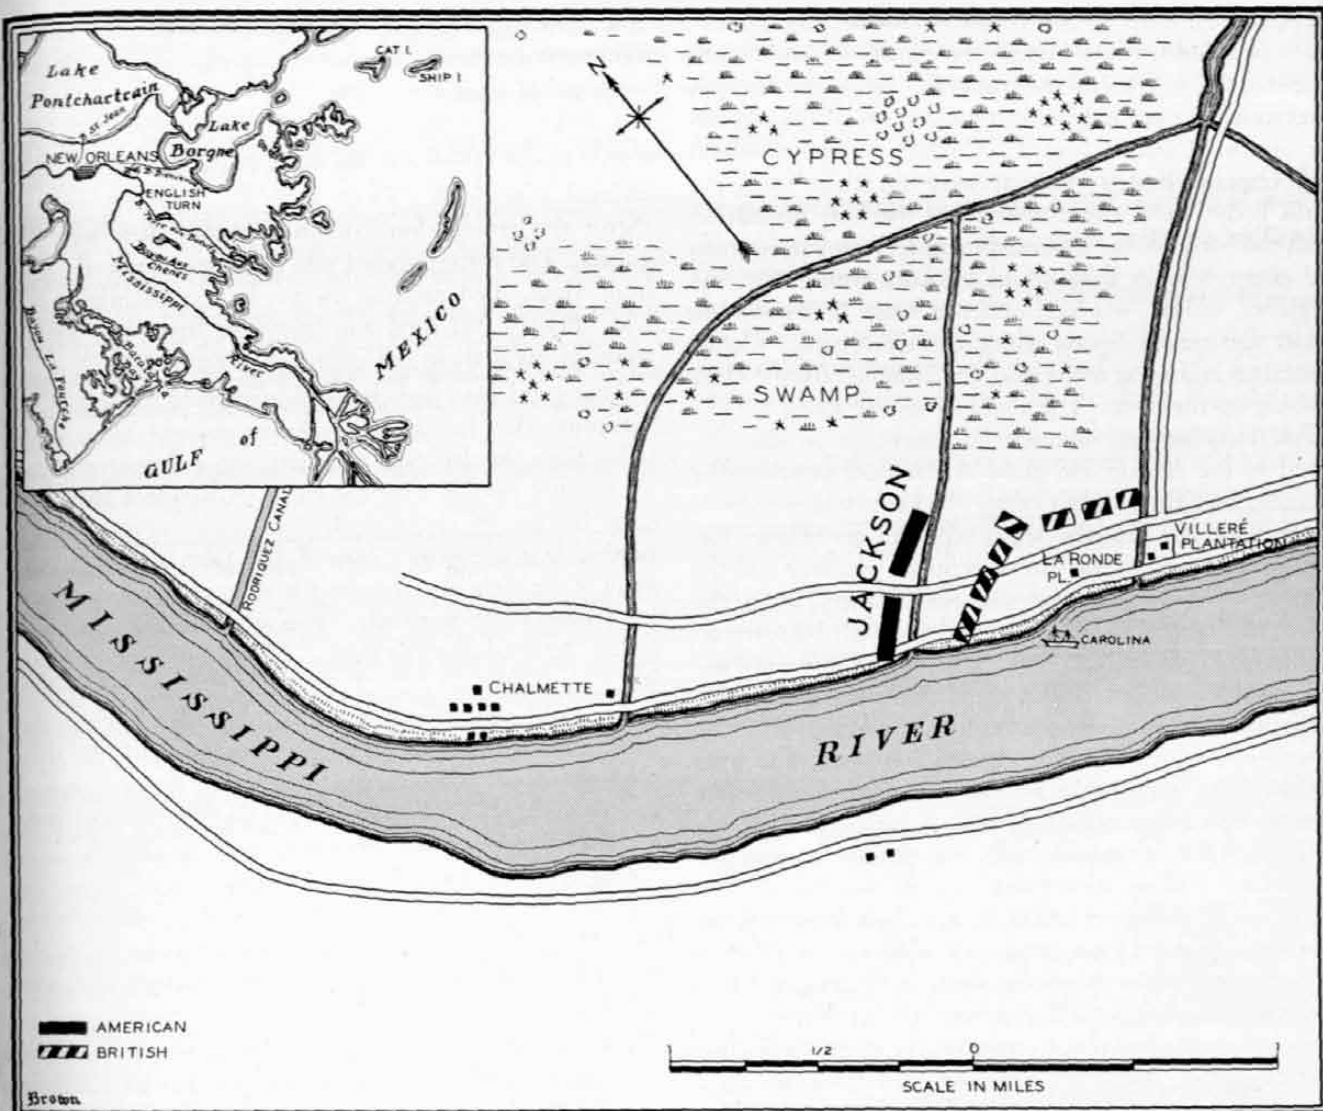 CAT I.
SHIP I
Lake
Pontchartrain
Lake
Borgne
NEW ORLEANS
ENGLISH
TURN
Mississippi
River
MEXICO
of
GULF
N
CYPRESS
SWAMP
RODRIQUEZ CANAL
JACKSON
VILLERÉ
PLANTATION
LA RONDE
PL.
CAROLINA
CHALMETTE
MISSISSIPPI
RIVER
AMERICAN
BRITISH
1 1/2 0 1
SCALE IN MILES
Brown